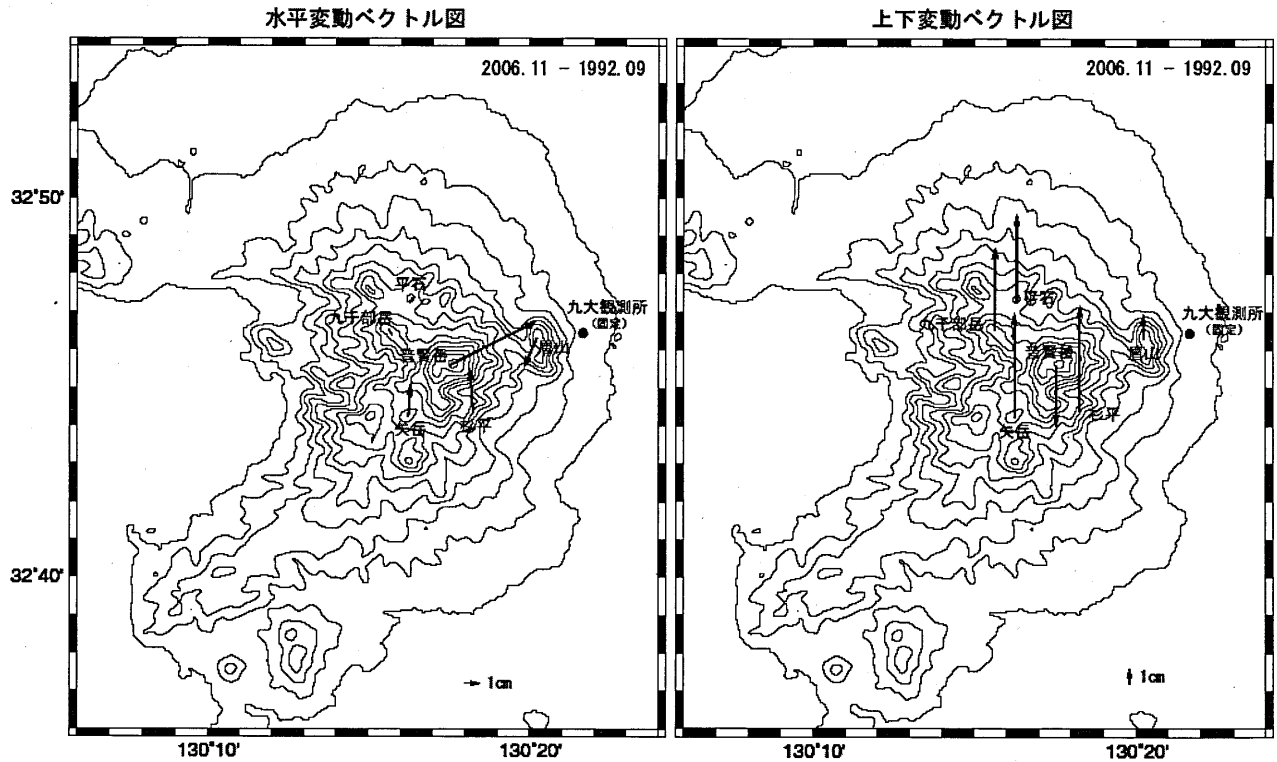 水平変動ベクトル図
2006.11 - 1992.09
32°50'
32°40'
平石
九千部岳
普賢岳
眉山
九大観測所
(固定)
矢岳
杉平
1cm
130°10'
130°20'
上下変動ベクトル図
2006.11 - 1992.09
平石
九千部岳
普賢岳
眉山
九大観測所
(固定)
矢岳
杉平
1cm
130°10'
130°20'